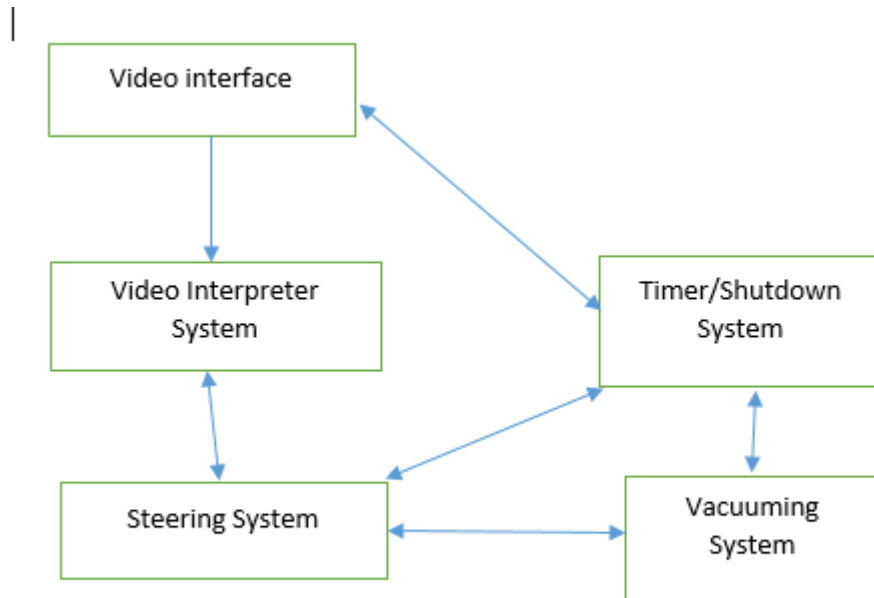 Video interface
Video Interpreter
System
Timer/Shutdown
System
Steering System
Vacuuming
System